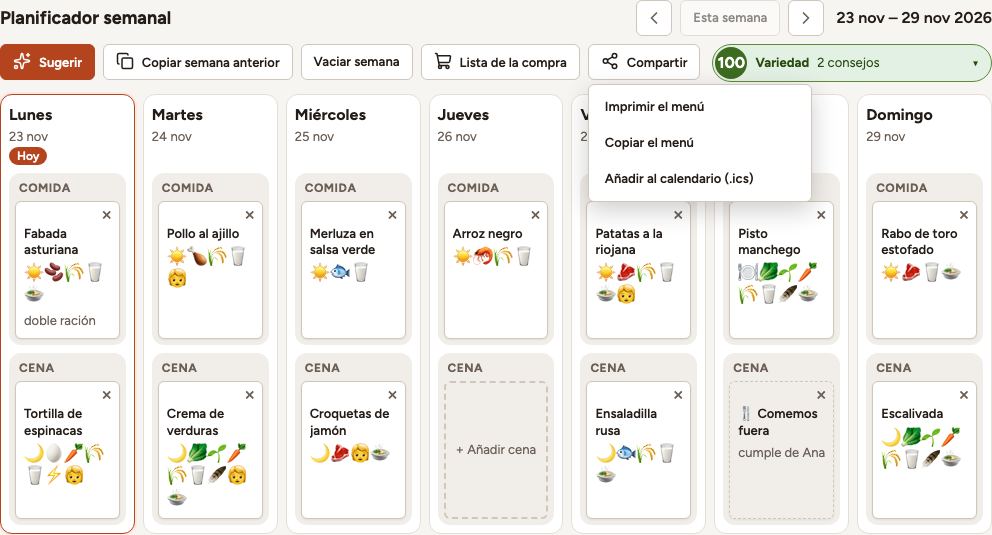 Planificador semanal
Esta semana
23 nov – 29 nov 2026
Sugerir
Copiar semana anterior
Vaciar semana
Lista de la compra
Compartir
100 Variedad 2 consejos
Imprimir el menú
Copiar el menú
Añadir al calendario (.ics)
Lunes
23 nov
Hoy
COMIDA
Fabada
asturiana
doble ración
CENA
Tortilla de
espinacas
Martes
24 nov
COMIDA
Pollo al ajillo
CENA
Crema de
verduras
Miércoles
25 nov
COMIDA
Merluza en
salsa verde
CENA
Croquetas de
jamón
Jueves
26 nov
COMIDA
Arroz negro
CENA
+ Añadir cena
V
2
Patatas a la
riojana
CENA
Ensaladilla
rusa
Pisto
manchego
CENA
Comemos
fuera
cumple de Ana
Domingo
29 nov
COMIDA
Rabo de toro
estofado
CENA
Escalivada